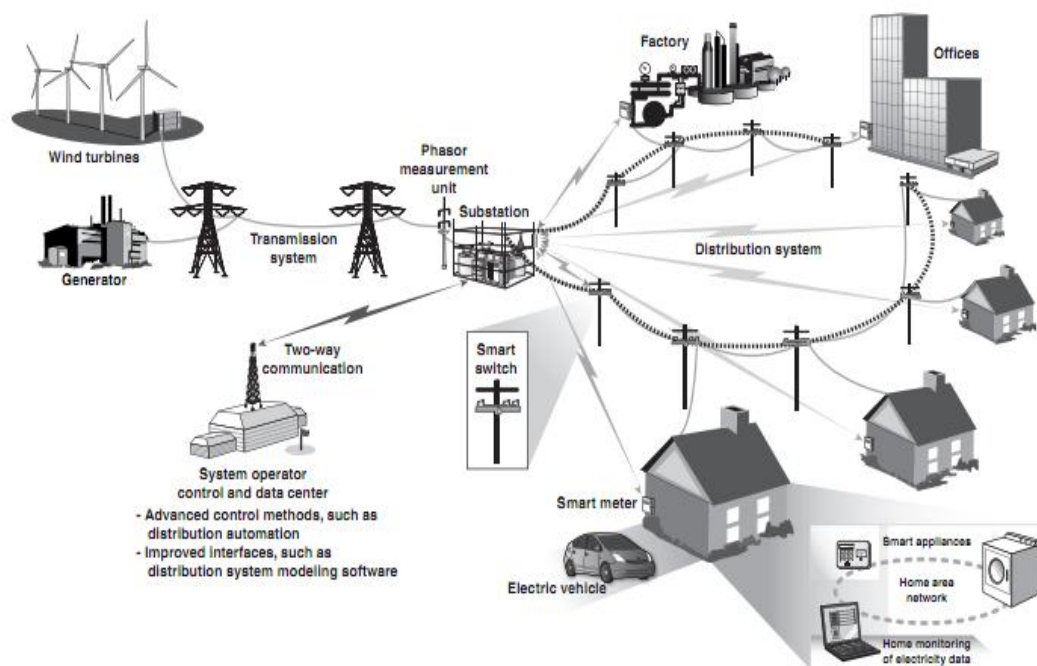 Factory
Offices
Wind turbines
Phasor
measurement
unit
Substation
Transmission
system
Generator
Distribution system
Two-way
communication
Smart
switch
System operator
control and data center
- Advanced control methods, such as
distribution automation
- Improved interfaces, such as
distribution system modeling software
Smart meter
Electric vehicle
Smart appliances
Home area
network
Home monitoring
of electricity data